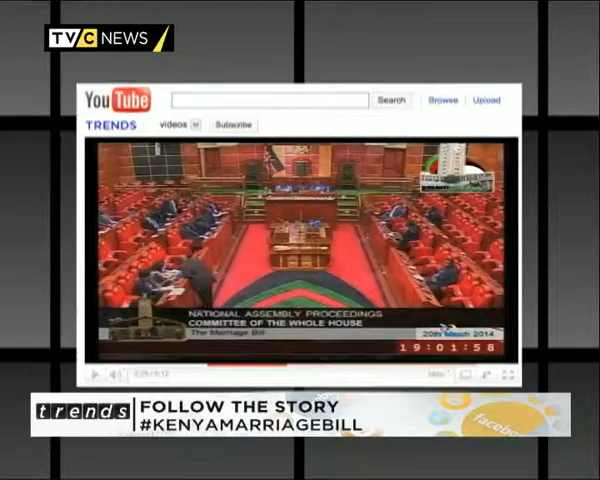 TVC NEWS
YouTube
Search
Browse
Upload
TRENDS
videos
Subscribe
NATIONAL ASSEMBLY PROCEEDINGS
COMMITTEE OF THE WHOLE HOUSE
The Marriage Bill
20th March 2014
19:01:58
trends
FOLLOW THE STORY
#KENYAMARRIAGEBILL
facebook